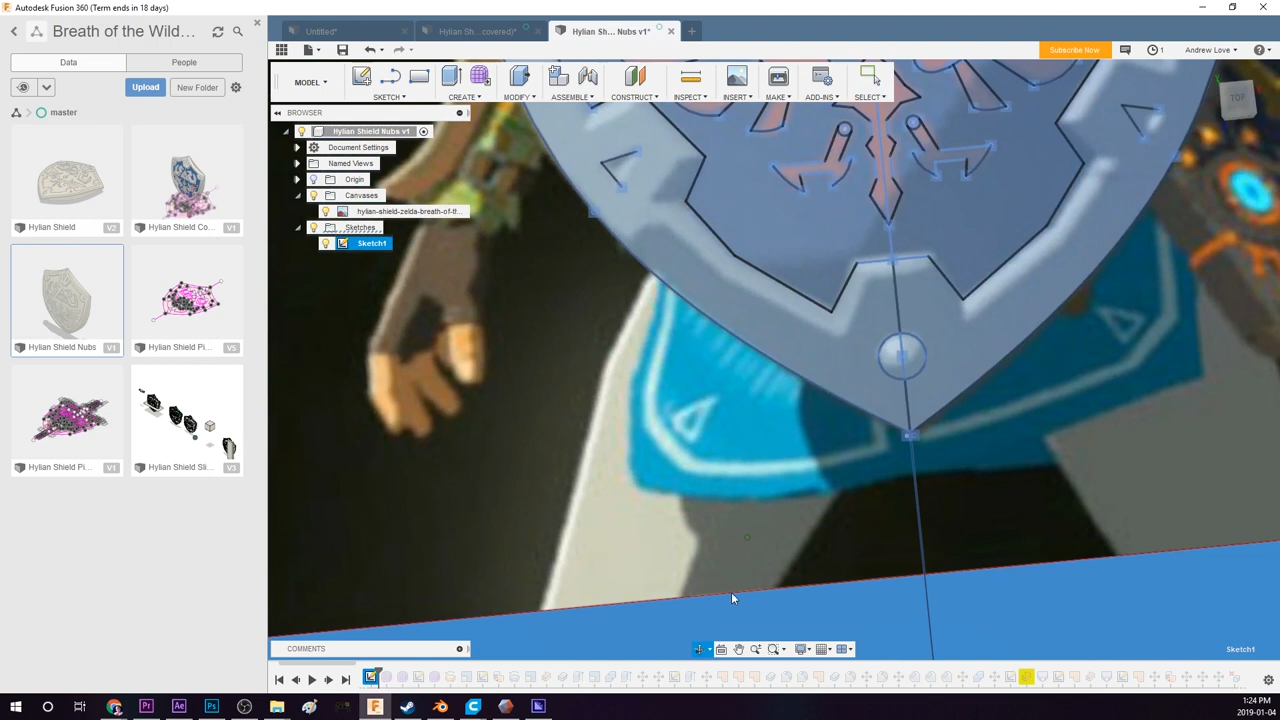 Autodesk Fusion 360 (Term ends in 18 days)
Breath of the Wild...
Untitled*
Hylian Sh...covered)*
Hylian Sh... Nubs v1*
Data
People
Subscribe Now
1
Andrew Love
Upload
New Folder
MODEL
SKETCH
CREATE
MODIFY
ASSEMBLE
CONSTRUCT
INSPECT
INSERT
MAKE
ADD-INS
SELECT
TOP
master
BROWSER
Hylian Shield Nubs v1
Document Settings
Named Views
Origin
Canvases
hylian-shield-zelda-breath-of-th...
Sketches
Sketch1
Hylian Shield
V2
Hylian Shield Co...
V1
Hylian Shield Nubs
V1
Hylian Shield Pi...
V5
Hylian Shield Pi...
V1
Hylian Shield Sli...
V3
COMMENTS
Sketch1
1:24 PM
2019-01-04